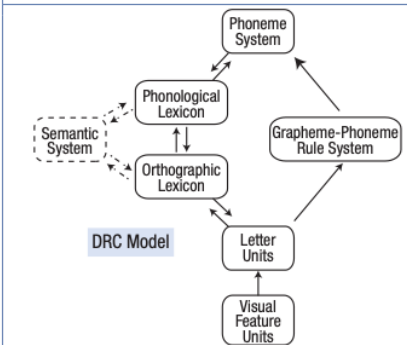 Phoneme
System
Phonological
Lexicon
Semantic
System
Grapheme-Phoneme
Rule System
Orthographic
Lexicon
DRC Model
Letter
Units
Visual
Feature
Units